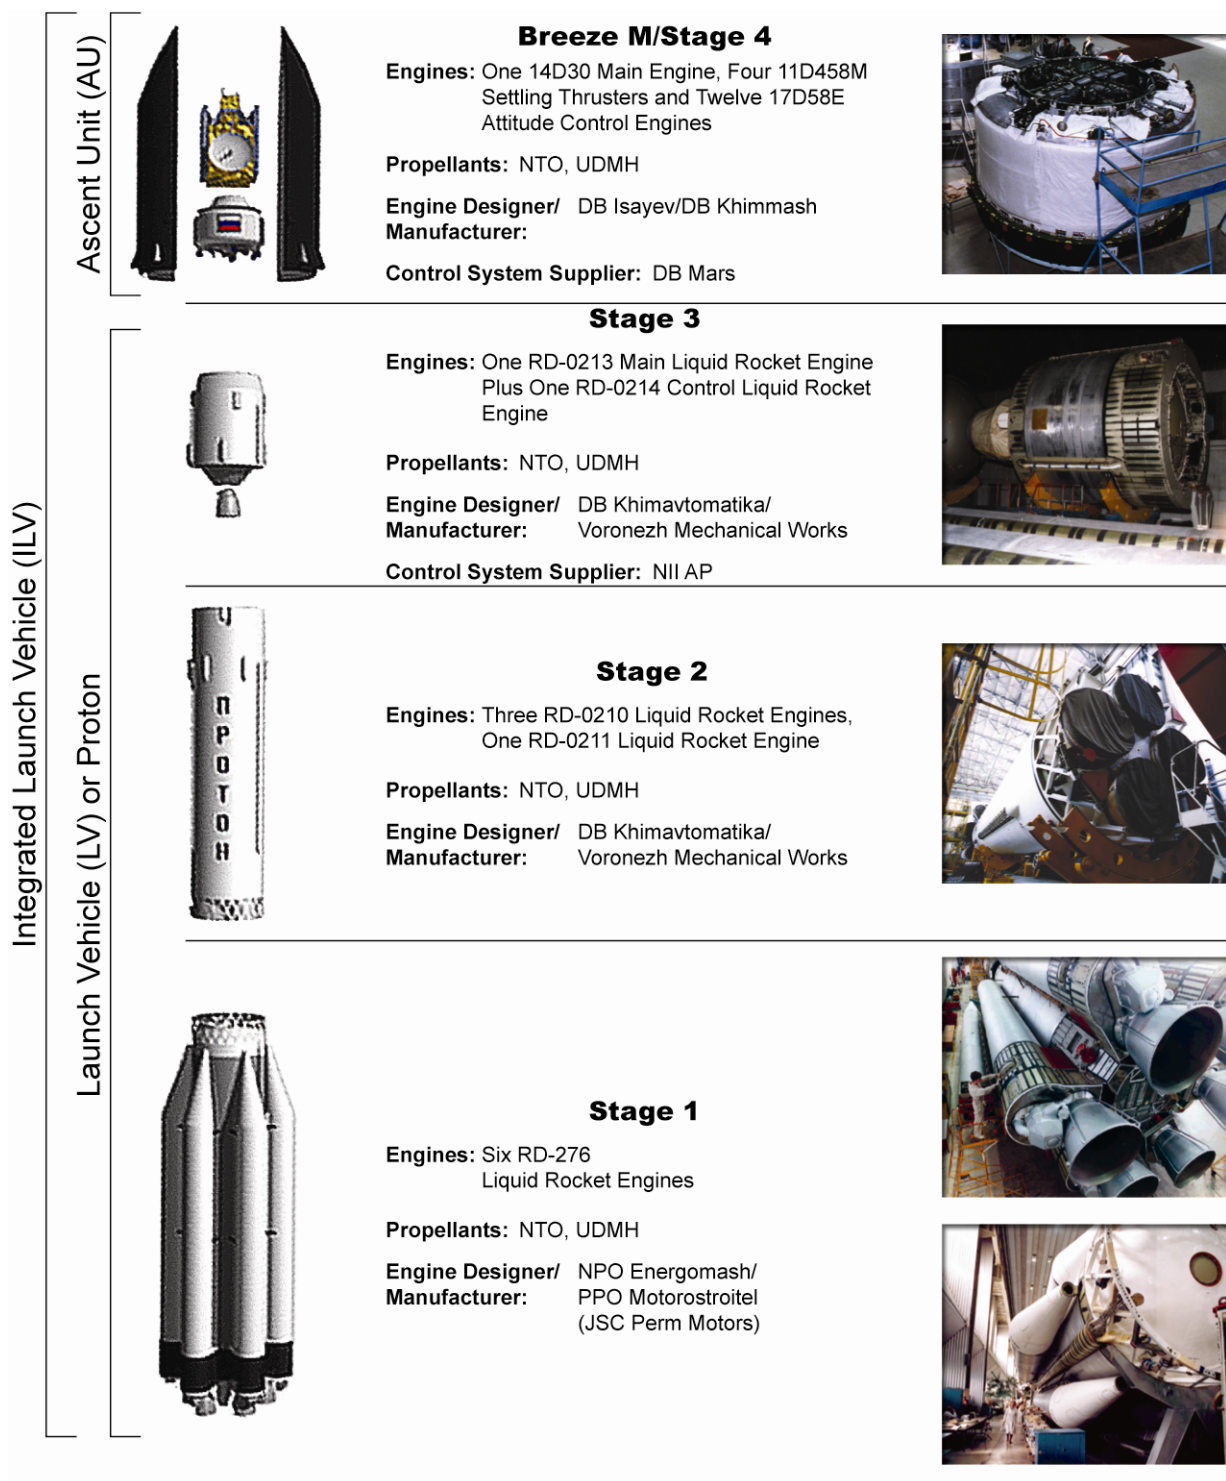 Integrated Launch Vehicle (ILV)
Ascent Unit (AU)
Breeze M/Stage 4
Engines: One 14D30 Main Engine, Four 11D458M
Settling Thrusters and Twelve 17D58E
Attitude Control Engines
Propellants: NTO, UDMH
Engine Designer/ DB Isayev/DB Khimmash
Manufacturer:
Control System Supplier: DB Mars
Launch Vehicle (LV) or Proton
Stage 3
Engines: One RD-0213 Main Liquid Rocket Engine
Plus One RD-0214 Control Liquid Rocket
Engine
Propellants: NTO, UDMH
Engine Designer/ DB Khimavtomatika/
Manufacturer: Voronezh Mechanical Works
Control System Supplier: NII AP
ПРОТОН
Stage 2
Engines: Three RD-0210 Liquid Rocket Engines,
One RD-0211 Liquid Rocket Engine
Propellants: NTO, UDMH
Engine Designer/ DB Khimavtomatika/
Manufacturer: Voronezh Mechanical Works
Stage 1
Engines: Six RD-276
Liquid Rocket Engines
Propellants: NTO, UDMH
Engine Designer/ NPO Energomash/
Manufacturer: PPO Motorostroitel
(JSC Perm Motors)